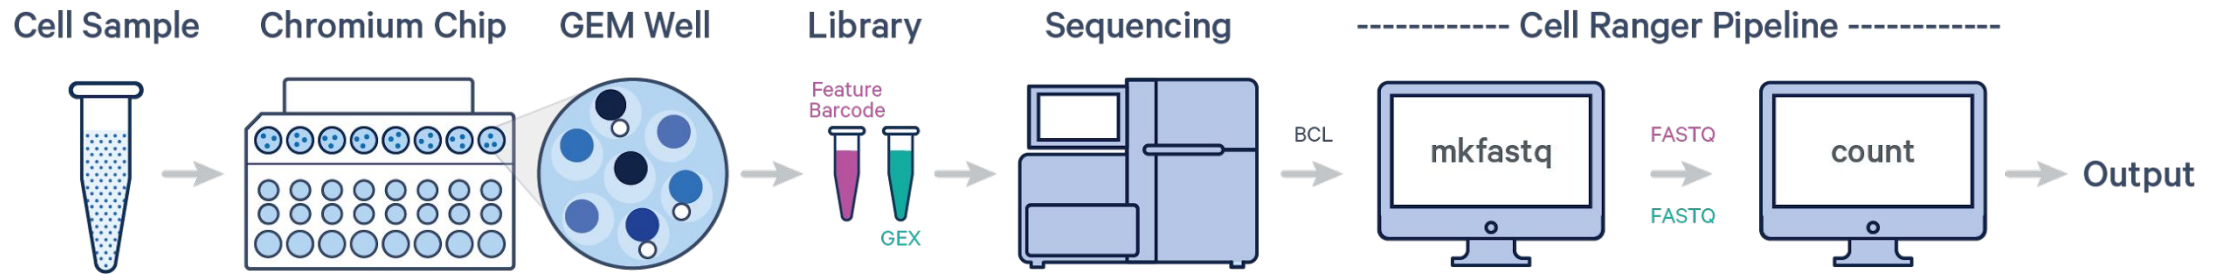 Cell Sample
Chromium Chip
GEM Well
Library
Sequencing
------------ Cell Ranger Pipeline ------------
Feature
Barcode
GEX
BCL
mkfastq
FASTQ
FASTQ
count
Output